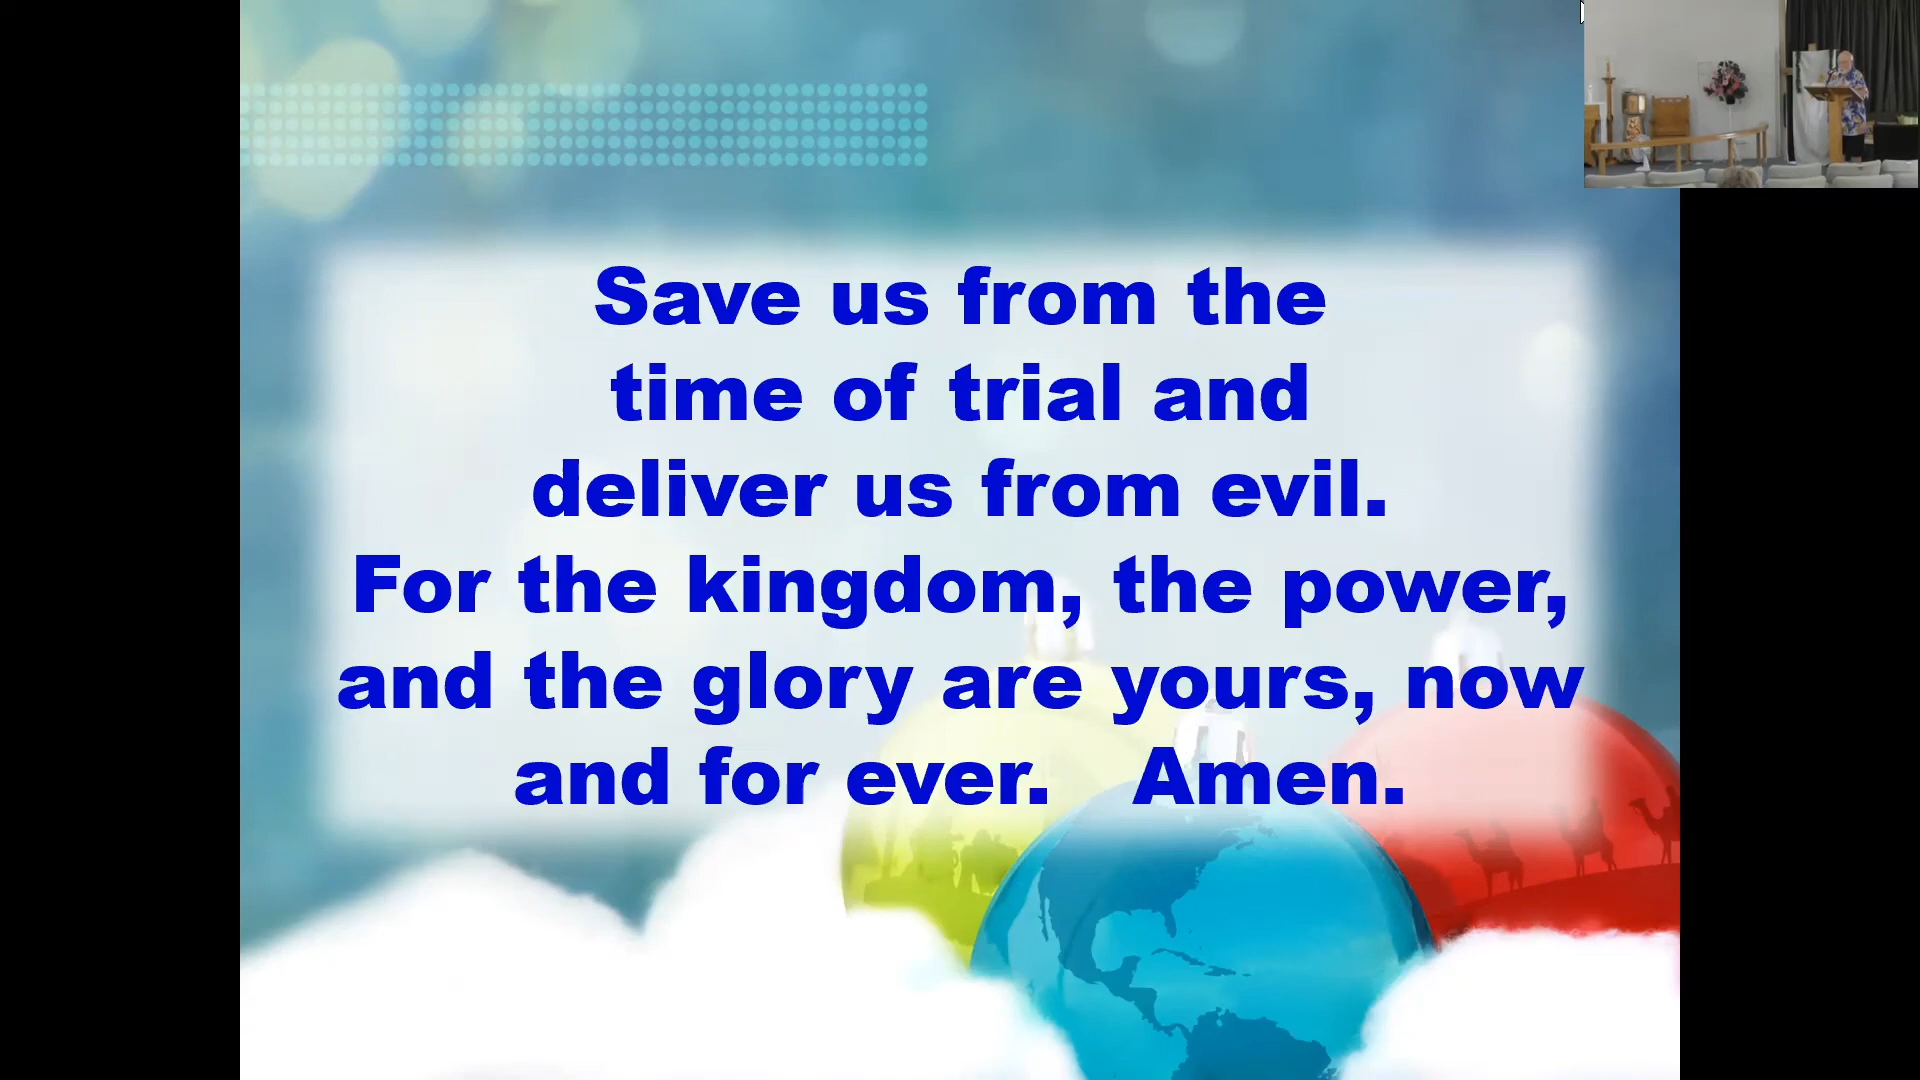 Save us from the
time of trial and
deliver us from evil.
For the kingdom, the power,
and the glory are yours, now
and for ever. Amen.